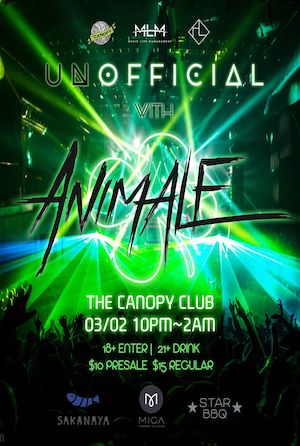 MLM
MUSIC LIFE MANAGEMENT
UNOFFICIAL
VITH
ANIMALE
THE CANOPY CLUB
03/02 10PM~2AM
18+ ENTER | 21+ DRINK
$10 PRESALE $15 REGULAR
SAKANAYA
MIGA
★ STAR ★
BBQ